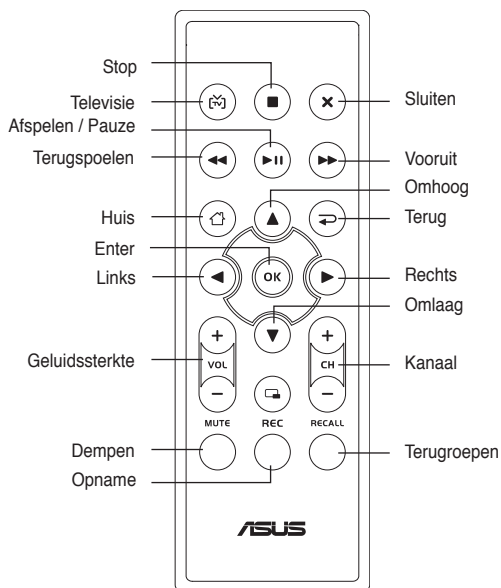 Stop
Televisie
Sluiten
Afspelen / Pauze
Terugspoelen
Vooruit
Omhoog
Huis
Terug
Enter
Links
OK
Rechts
Omlaag
Geluidssterkte
VOL
CH
Kanaal
MUTE REC RECALL
Dempen
Terugroepen
Opname
ASUS